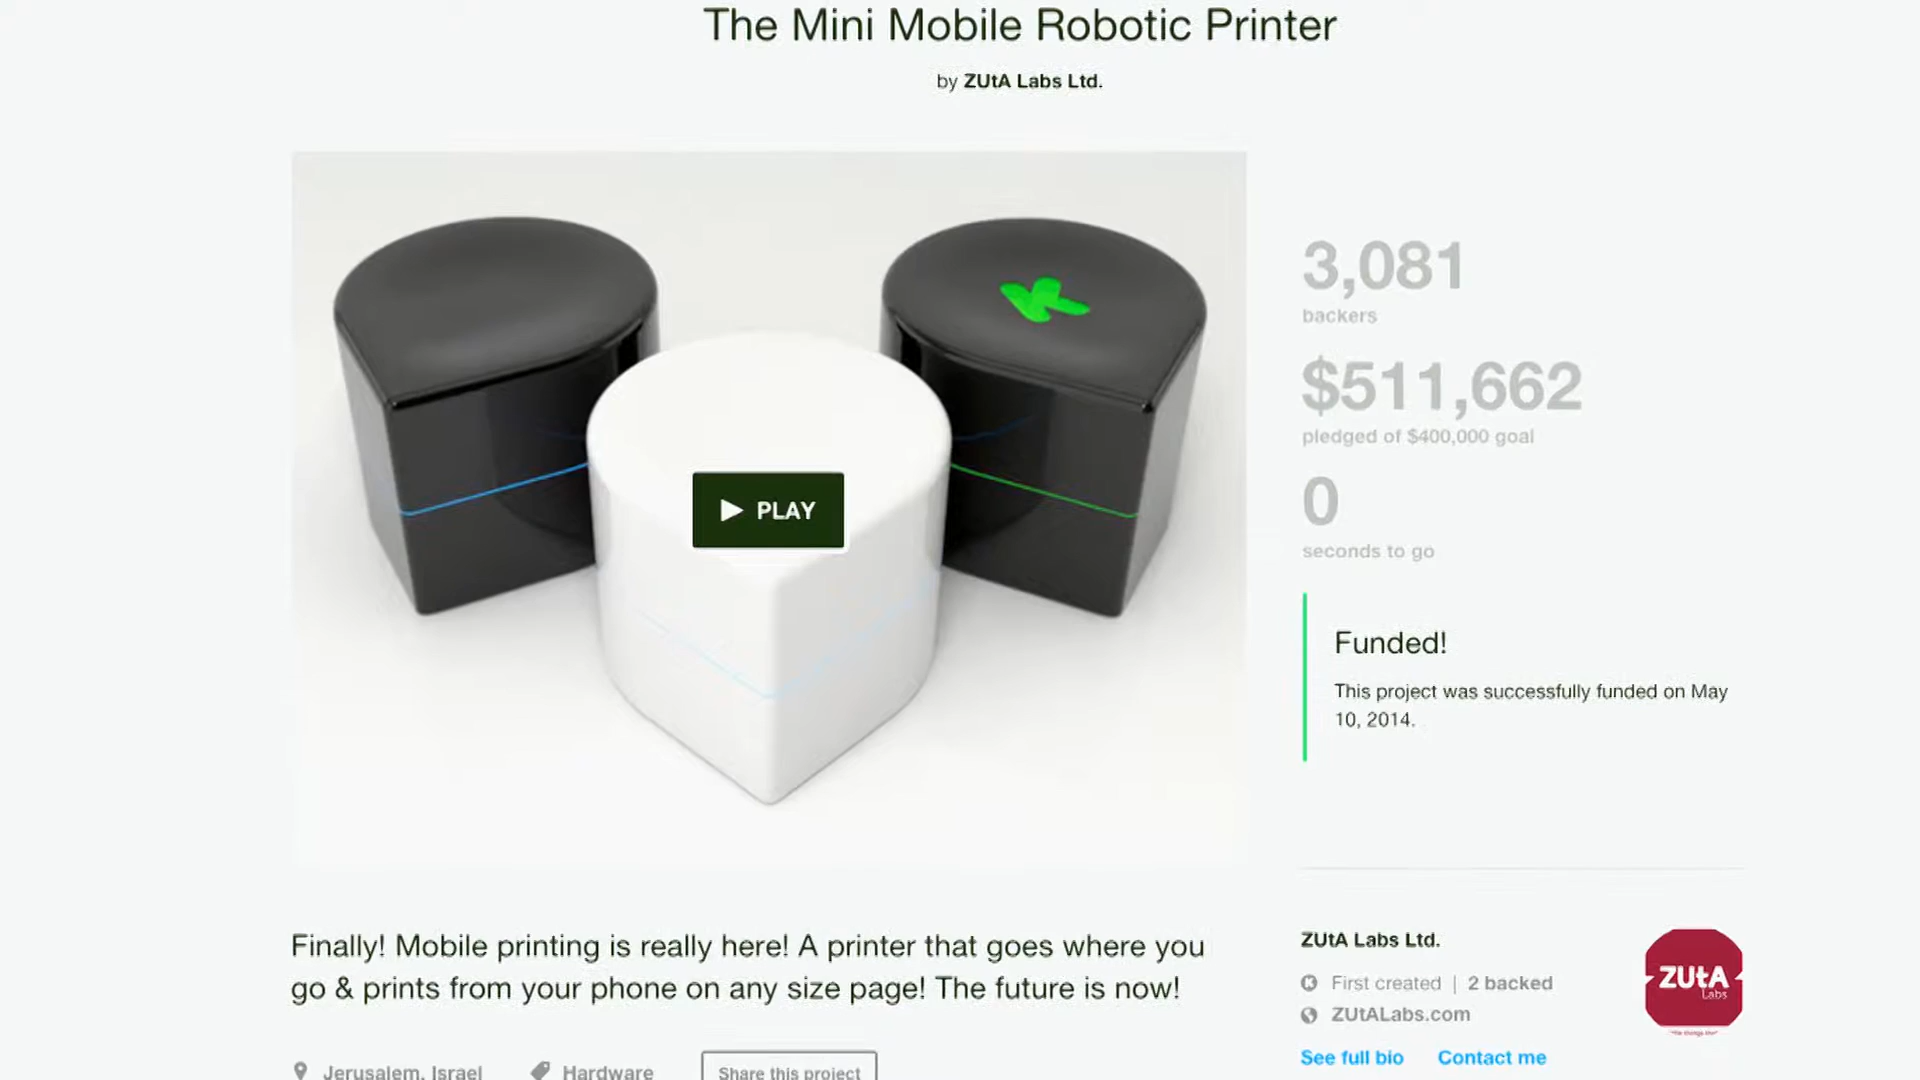 The Mini Mobile Robotic Printer
by ZUtA Labs Ltd.
PLAY
3,081
backers
$511,662
pledged of $400,000 goal
0
seconds to go
Funded!
This project was successfully funded on May
10, 2014.
Finally! Mobile printing is really here! A printer that goes where you
go & prints from your phone on any size page! The future is now!
Jerusalem, Israel
Hardware
Share this project
ZUtA Labs Ltd.
First created | 2 backed
ZUtALabs.com
See full bio
Contact me
ZUtA
Labs